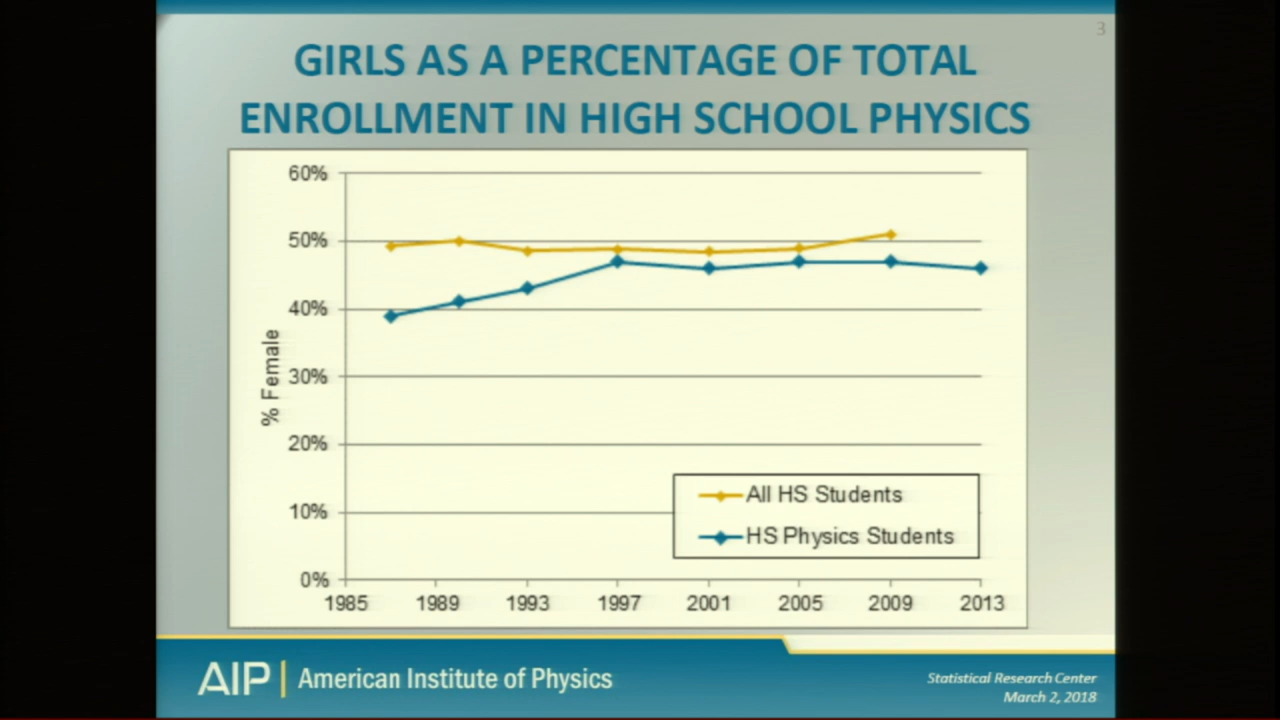 3
GIRLS AS A PERCENTAGE OF TOTAL
ENROLLMENT IN HIGH SCHOOL PHYSICS
60%
50%
40%
30%
20%
10%
0%
% Female
All HS Students
HS Physics Students
1985 1989 1993 1997 2001 2005 2009 2013
AIP | American Institute of Physics
Statistical Research Center
March 2, 2018